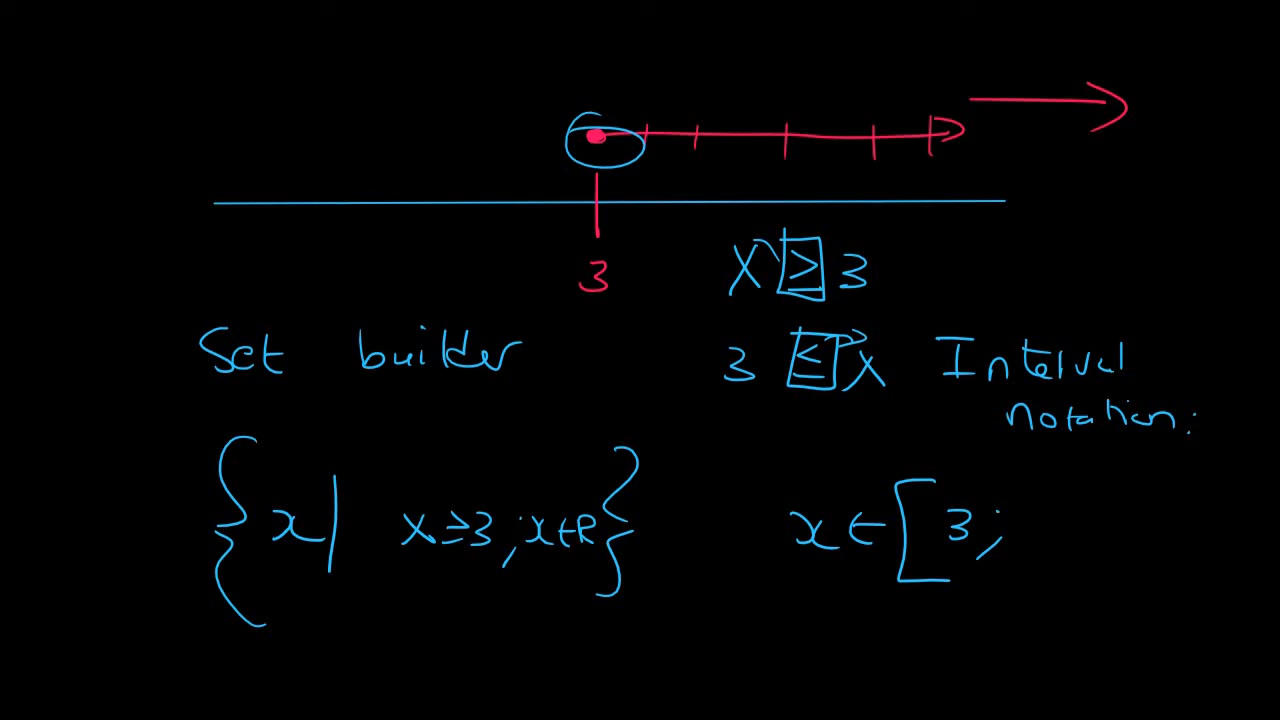 3
x ≥ 3
Set builder
3 ≤ x
Interval
notation:
{x | x ≥ 3; x ∈ R}
x ∈ [3;